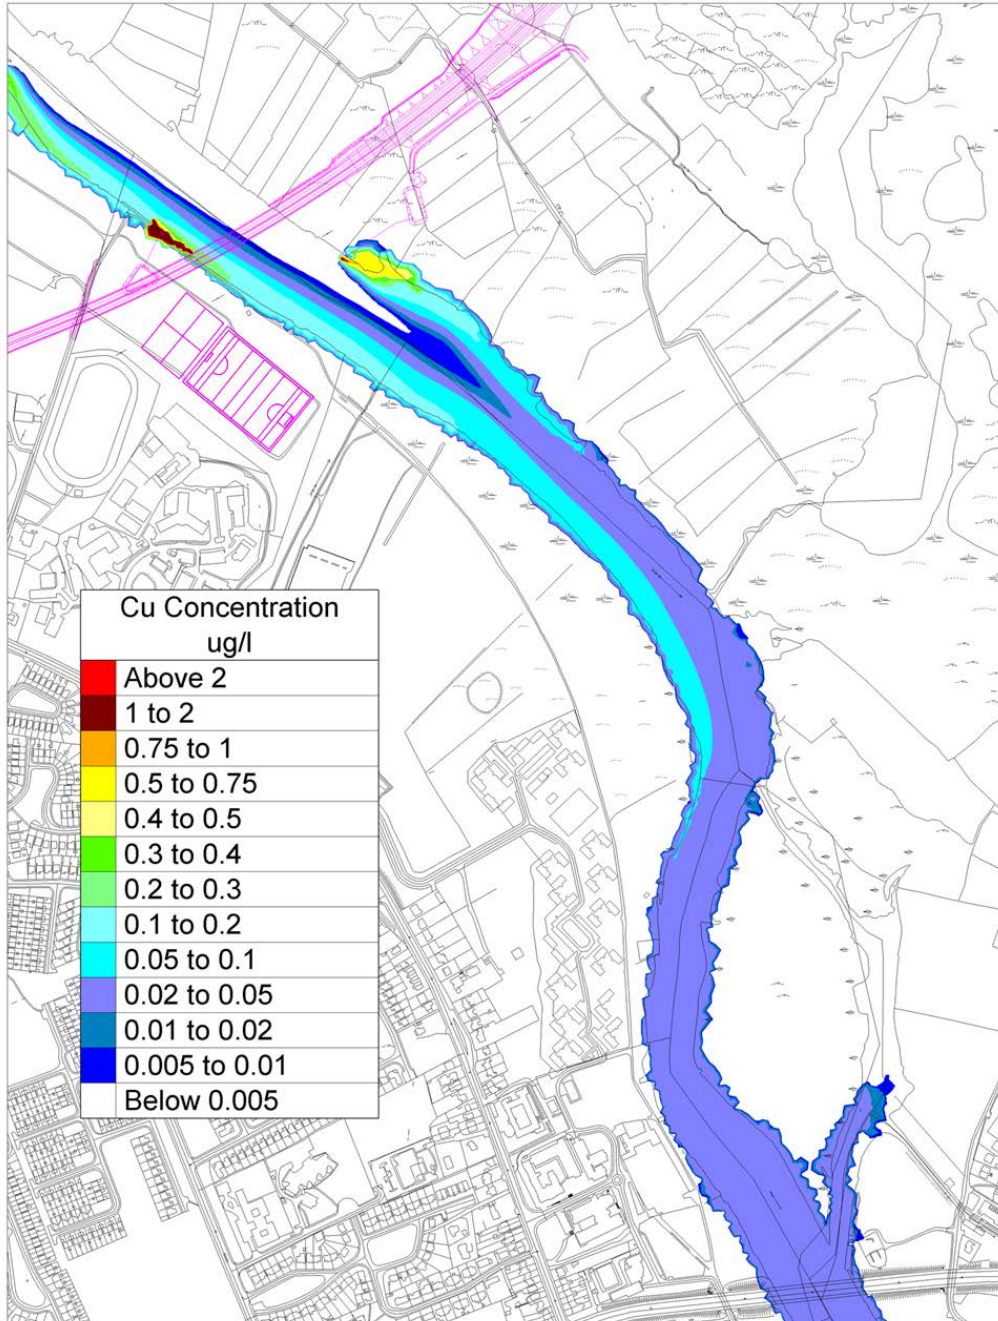 Cu Concentration
ug/l
Above 2
1 to 2
0.75 to 1
0.5 to 0.75
0.4 to 0.5
0.3 to 0.4
0.2 to 0.3
0.1 to 0.2
0.05 to 0.1
0.02 to 0.05
0.01 to 0.02
0.005 to 0.01
Below 0.005